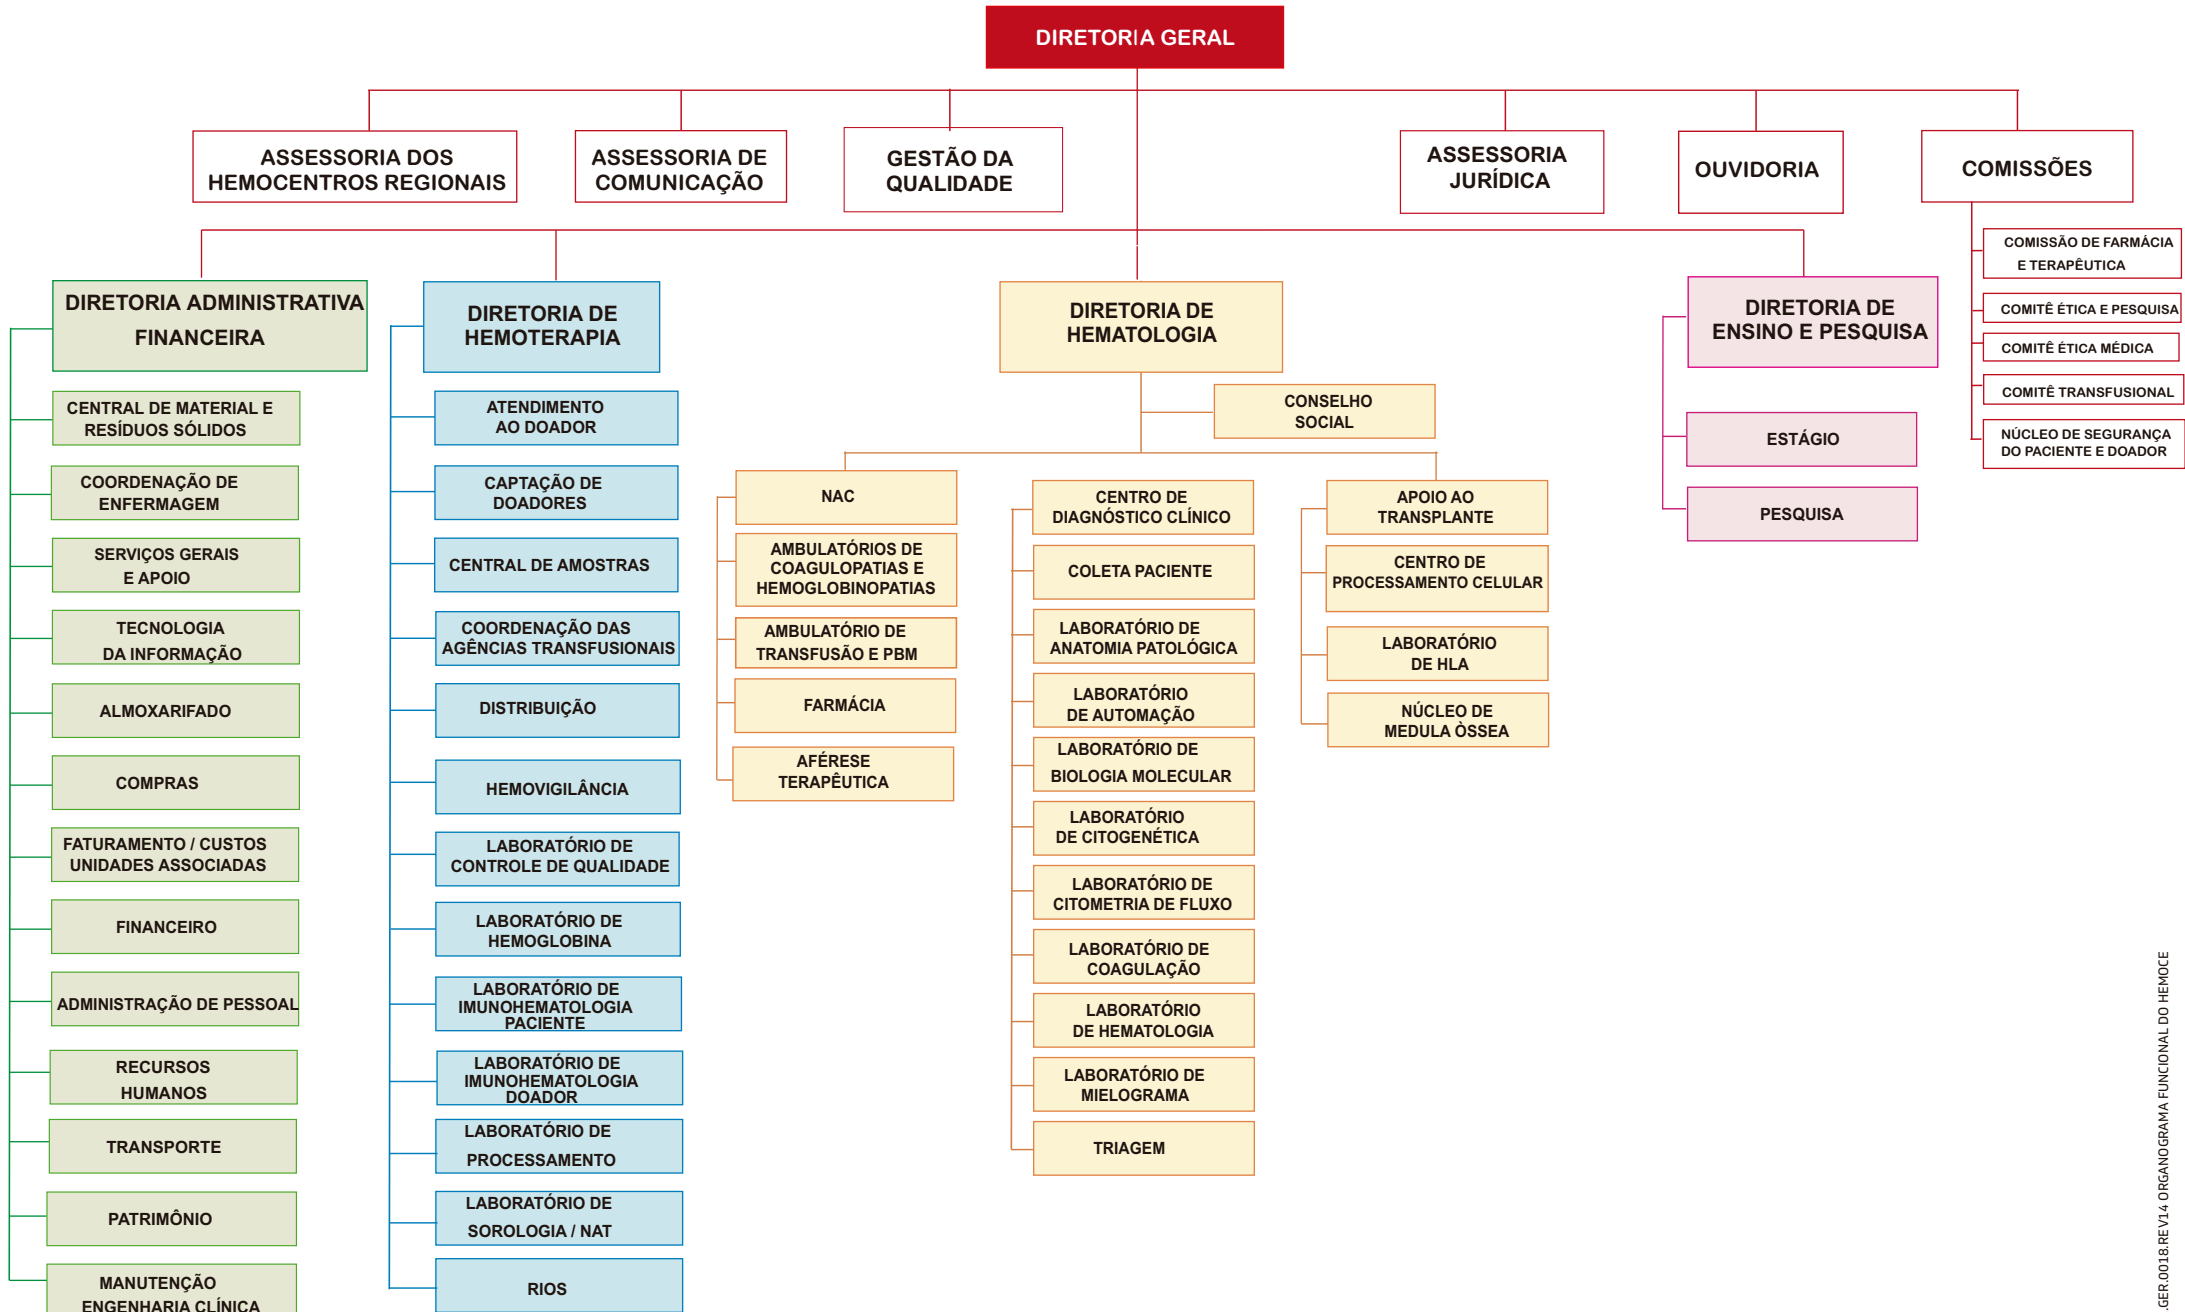 DIRETORIA GERAL
ASSESSORIA DOS
HEMOCENTROS REGIONAIS
ASSESSORIA DE
COMUNICAÇÃO
GESTÃO DA
QUALIDADE
ASSESSORIA
JURÍDICA
OUVIDORIA
COMISSÕES
COMISSÃO DE FARMÁCIA
E TERAPÊUTICA
COMITÊ ÉTICA E PESQUISA
COMITÊ ÉTICA MÉDICA
COMITÊ TRANSFUSIONAL
NÚCLEO DE SEGURANÇA
DO PACIENTE E DOADOR
DIRETORIA ADMINISTRATIVA
FINANCEIRA
CENTRAL DE MATERIAL E
RESÍDUOS SÓLIDOS
COORDENAÇÃO DE
ENFERMAGEM
SERVIÇOS GERAIS
E APOIO
TECNOLOGIA
DA INFORMAÇÃO
ALMOXARIFADO
COMPRAS
FATURAMENTO / CUSTOS
UNIDADES ASSOCIADAS
FINANCEIRO
ADMINISTRAÇÃO DE PESSOAL
RECURSOS
HUMANOS
TRANSPORTE
PATRIMÔNIO
MANUTENÇÃO
ENGENHARIA CLÍNICA
DIRETORIA DE
HEMOTERAPIA
ATENDIMENTO
AO DOADOR
CAPTAÇÃO DE
DOADORES
CENTRAL DE AMOSTRAS
COORDENAÇÃO DAS
AGÊNCIAS TRANSFUSIONAIS
DISTRIBUIÇÃO
HEMOVIGILÂNCIA
LABORATÓRIO DE
CONTROLE DE QUALIDADE
LABORATÓRIO DE
HEMOGLOBINA
LABORATÓRIO DE
IMUNOHEMATOLOGIA
PACIENTE
LABORATÓRIO DE
IMUNOHEMATOLOGIA
DOADOR
LABORATÓRIO DE
PROCESSAMENTO
LABORATÓRIO DE
SOROLOGIA / NAT
RIOS
DIRETORIA DE
HEMATOLOGIA
CONSELHO
SOCIAL
NAC
AMBULATÓRIOS DE
COAGULOPATIAS E
HEMOGLOBINOPATIAS
AMBULATÓRIO DE
TRANSFUSÃO E PBM
FARMÁCIA
AFÉRESE
TERAPÊUTICA
CENTRO DE
DIAGNÓSTICO CLÍNICO
COLETA PACIENTE
LABORATÓRIO DE
ANATOMIA PATOLÓGICA
LABORATÓRIO
DE AUTOMAÇÃO
LABORATÓRIO DE
BIOLOGIA MOLECULAR
LABORATÓRIO
DE CITOGENÉTICA
LABORATÓRIO DE
CITOMETRIA DE FLUXO
LABORATÓRIO DE
COAGULAÇÃO
LABORATÓRIO
DE HEMATOLOGIA
LABORATÓRIO DE
MIELOGRAMA
TRIAGEM
APOIO AO
TRANSPLANTE
CENTRO DE
PROCESSAMENTO CELULAR
LABORATÓRIO
DE HLA
NÚCLEO DE
MEDULA ÒSSEA
DIRETORIA DE
ENSINO E PESQUISA
ESTÁGIO
PESQUISA
.GER.0018.REV14 ORGANOGRAMA FUNCIONAL DO HEMOCE